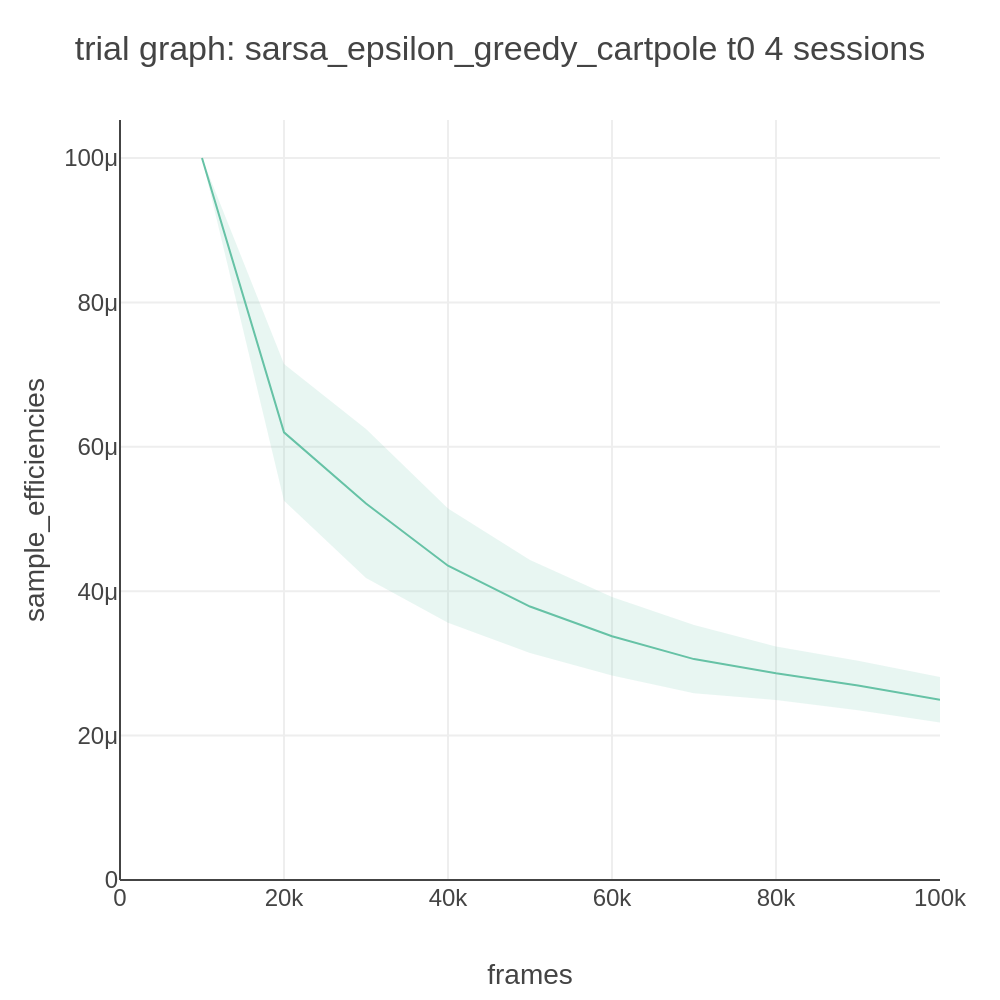 trial graph: sarsa_epsilon_greedy_cartpole t0 4 sessions
100μ
80μ
60μ
40μ
20μ
0
sample_efficiencies
0 20k 40k 60k 80k 100k
frames